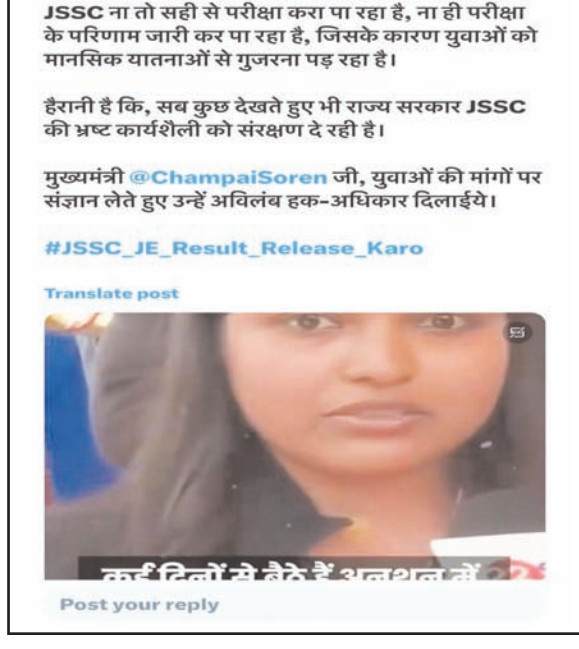 JSSC ना तो सही से परीक्षा करा पा रहा है, ना ही परीक्षा
के परिणाम जारी कर पा रहा है, जिसके कारण युवाओं को
मानसिक यातनाओं से गुजरना पड़ रहा है।
हैरानी है कि, सब कुछ देखते हुए भी राज्य सरकार JSSC
की भ्रष्ट कार्यशैली को संरक्षण दे रही है।
मुख्यमंत्री @ChampaiSoren जी, युवाओं की मांगों पर
संज्ञान लेते हुए उन्हें अविलंब हक-अधिकार दिलाईये।
#JSSC_JE_Result_Release_Karo
Translate post
कई दिनों से बैठे हैं अनशन में
Post your reply